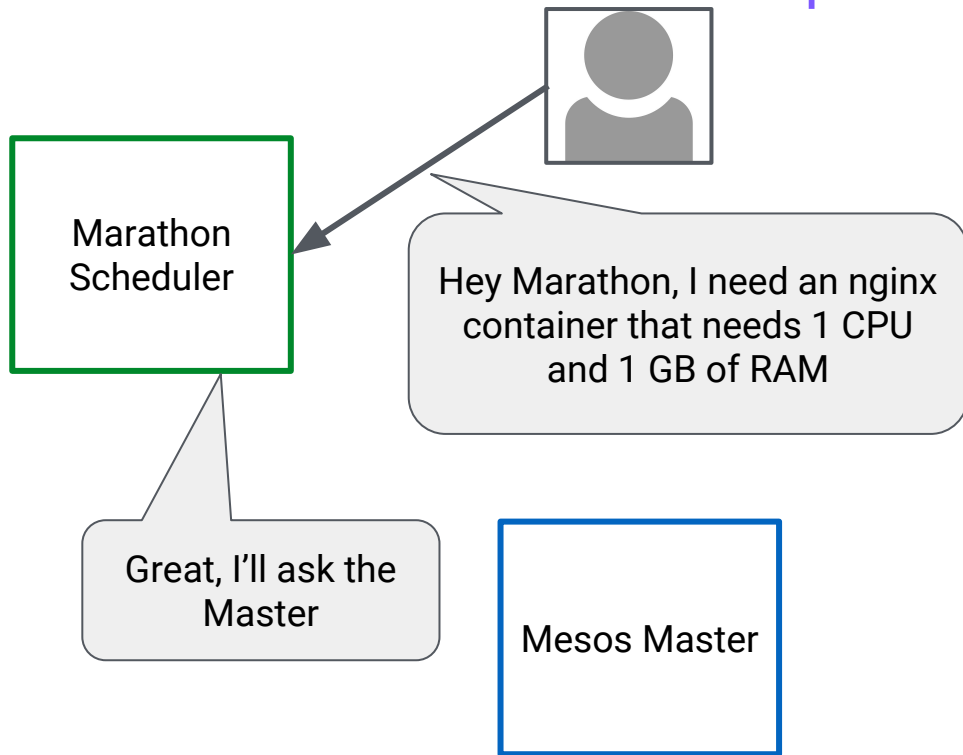 Marathon
Scheduler
Hey Marathon, I need an nginx
container that needs 1 CPU
and 1 GB of RAM
Great, I’ll ask the
Master
Mesos Master